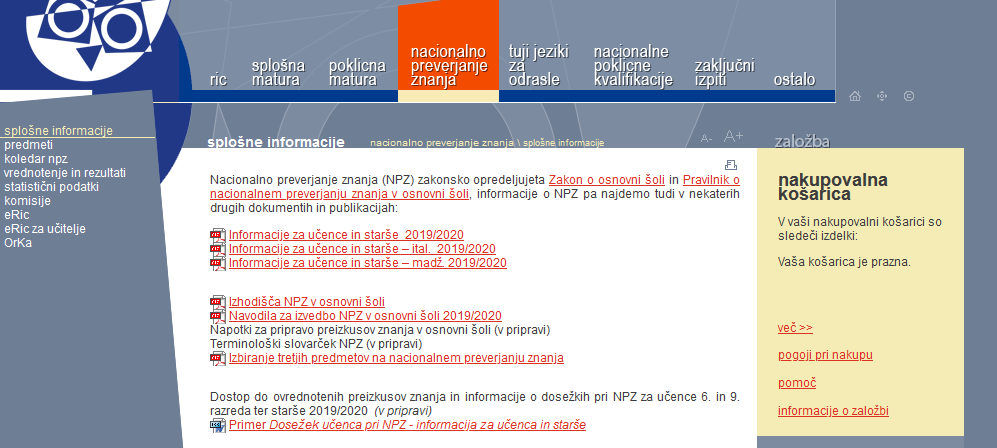 ric
splošna
matura
poklicna
matura
nacionalno
preverjanje
znanja
tuji jeziki
za
odrasle
nacionalne
poklicne
kvalifikacije
zaključni
izpiti
ostalo
splošne informacije
predmeti
koledar npz
vrednotenje in rezultati
statistični podatki
komisije
eRic
eRic za učitelje
OrKa
splošne informacije
nacionalno preverjanje znanja \ splošne informacije
A- A+
založba
Nacionalno preverjanje znanja (NPZ) zakonsko opredeljujeta Zakon o osnovni šoli in Pravilnik o
nacionalnem preverjanju znanja v osnovni šoli, informacije o NPZ pa najdemo tudi v nekaterih
drugih dokumentih in publikacijah:
Informacije za učence in starše 2019/2020
Informacije za učence in starše – ital. 2019/2020
Informacije za učence in starše – madž. 2019/2020
Izhodišča NPZ v osnovni šoli
Navodila za izvedbo NPZ v osnovni šoli 2019/2020
Napotki za pripravo preizkusov znanja v osnovni šoli (v pripravi)
Terminološki slovarček NPZ (v pripravi)
Izbiranje tretjih predmetov na nacionalnem preverjanju znanja
Dostop do ovrednotenih preizkusov znanja in informacije o dosežkih pri NPZ za učence 6. in 9.
razreda ter starše 2019/2020 (v pripravi)
Primer Dosežek učenca pri NPZ - informacija za učenca in starše
nakupovalna
košarica
V vaši nakupovalni košarici so
sledeči izdelki:
Vaša košarica je prazna.
več >>
pogoji pri nakupu
pomoč
informacije o založbi